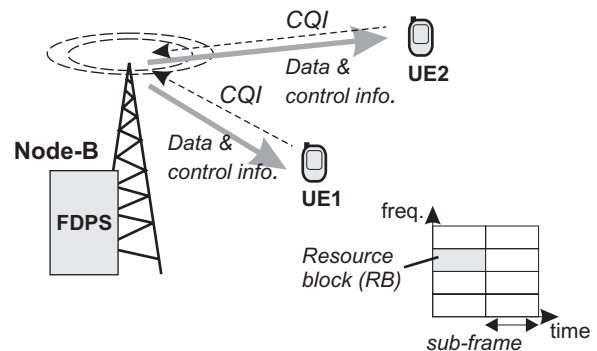 CQI
Data &
control info.
UE2
CQI
Data &
control info.
UE1
Node-B
FDPS
freq.
Resource
block (RB)
time
sub-frame